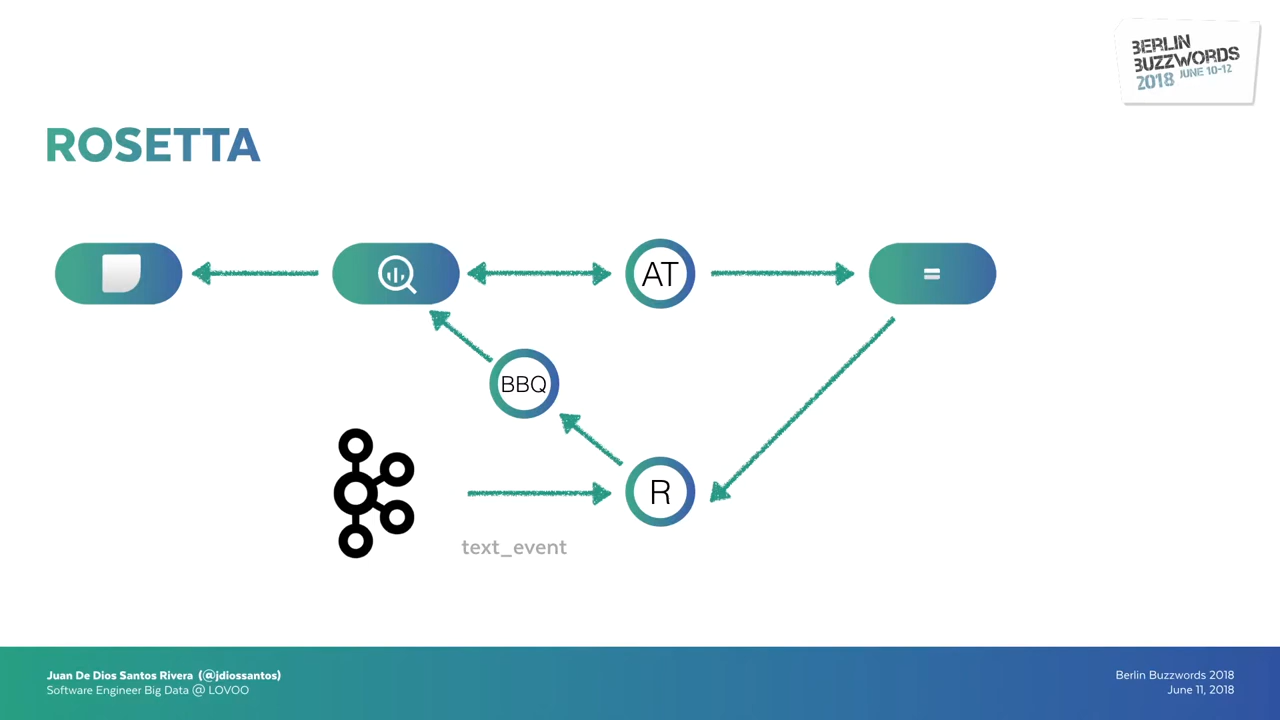 BERLIN
BUZZWORDS
2018 JUNE 10-12
ROSETTA
AT
=
BBQ
R
text_event
Juan De Dios Santos Rivera (@jdiossantos)
Software Engineer Big Data @ LOVOO
Berlin Buzzwords 2018
June 11, 2018